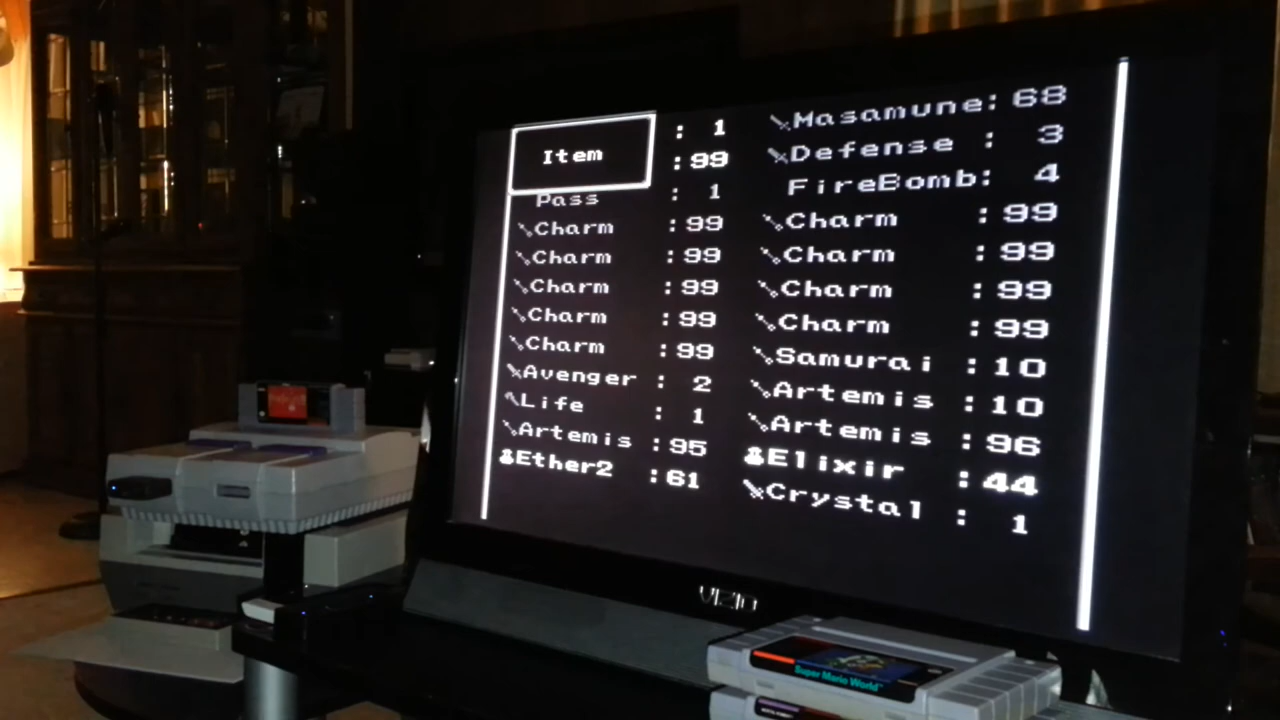 : 1 Masamune: 68
Item :99 Defense : 3
Pass : 1 FireBomb: 4
Charm :99 Charm :99
Charm :99 Charm :99
Charm :99 Charm :99
Charm :99 Charm :99
Charm :99 Samurai :10
Avenger : 2 Artemis :10
Life : 1 Artemis :96
Artemis :95 Elixir :44
Ether2 :61 Crystal : 1
VIZIO
Super Mario World